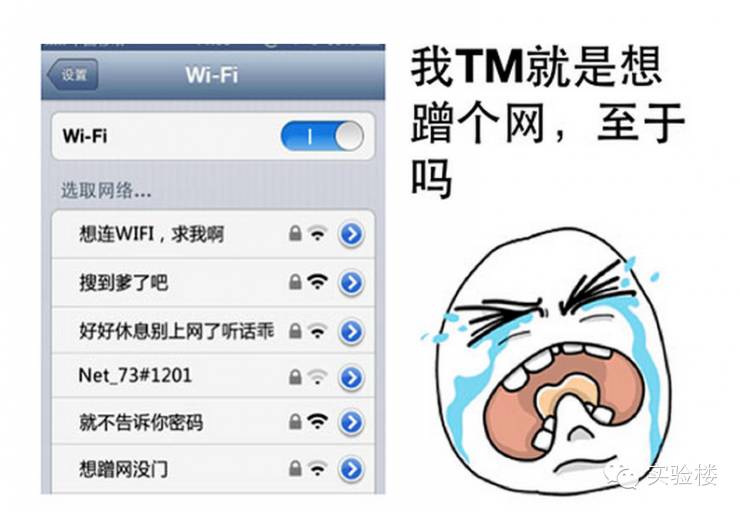 设置
Wi-Fi
Wi-Fi
选取网络...
想连WIFI，求我啊
搜到爹了吧
好好休息别上网了听话乖
Net_73#1201
就不告诉你密码
想蹭网没门
我TM就是想
蹭个网，至于
吗
实验楼